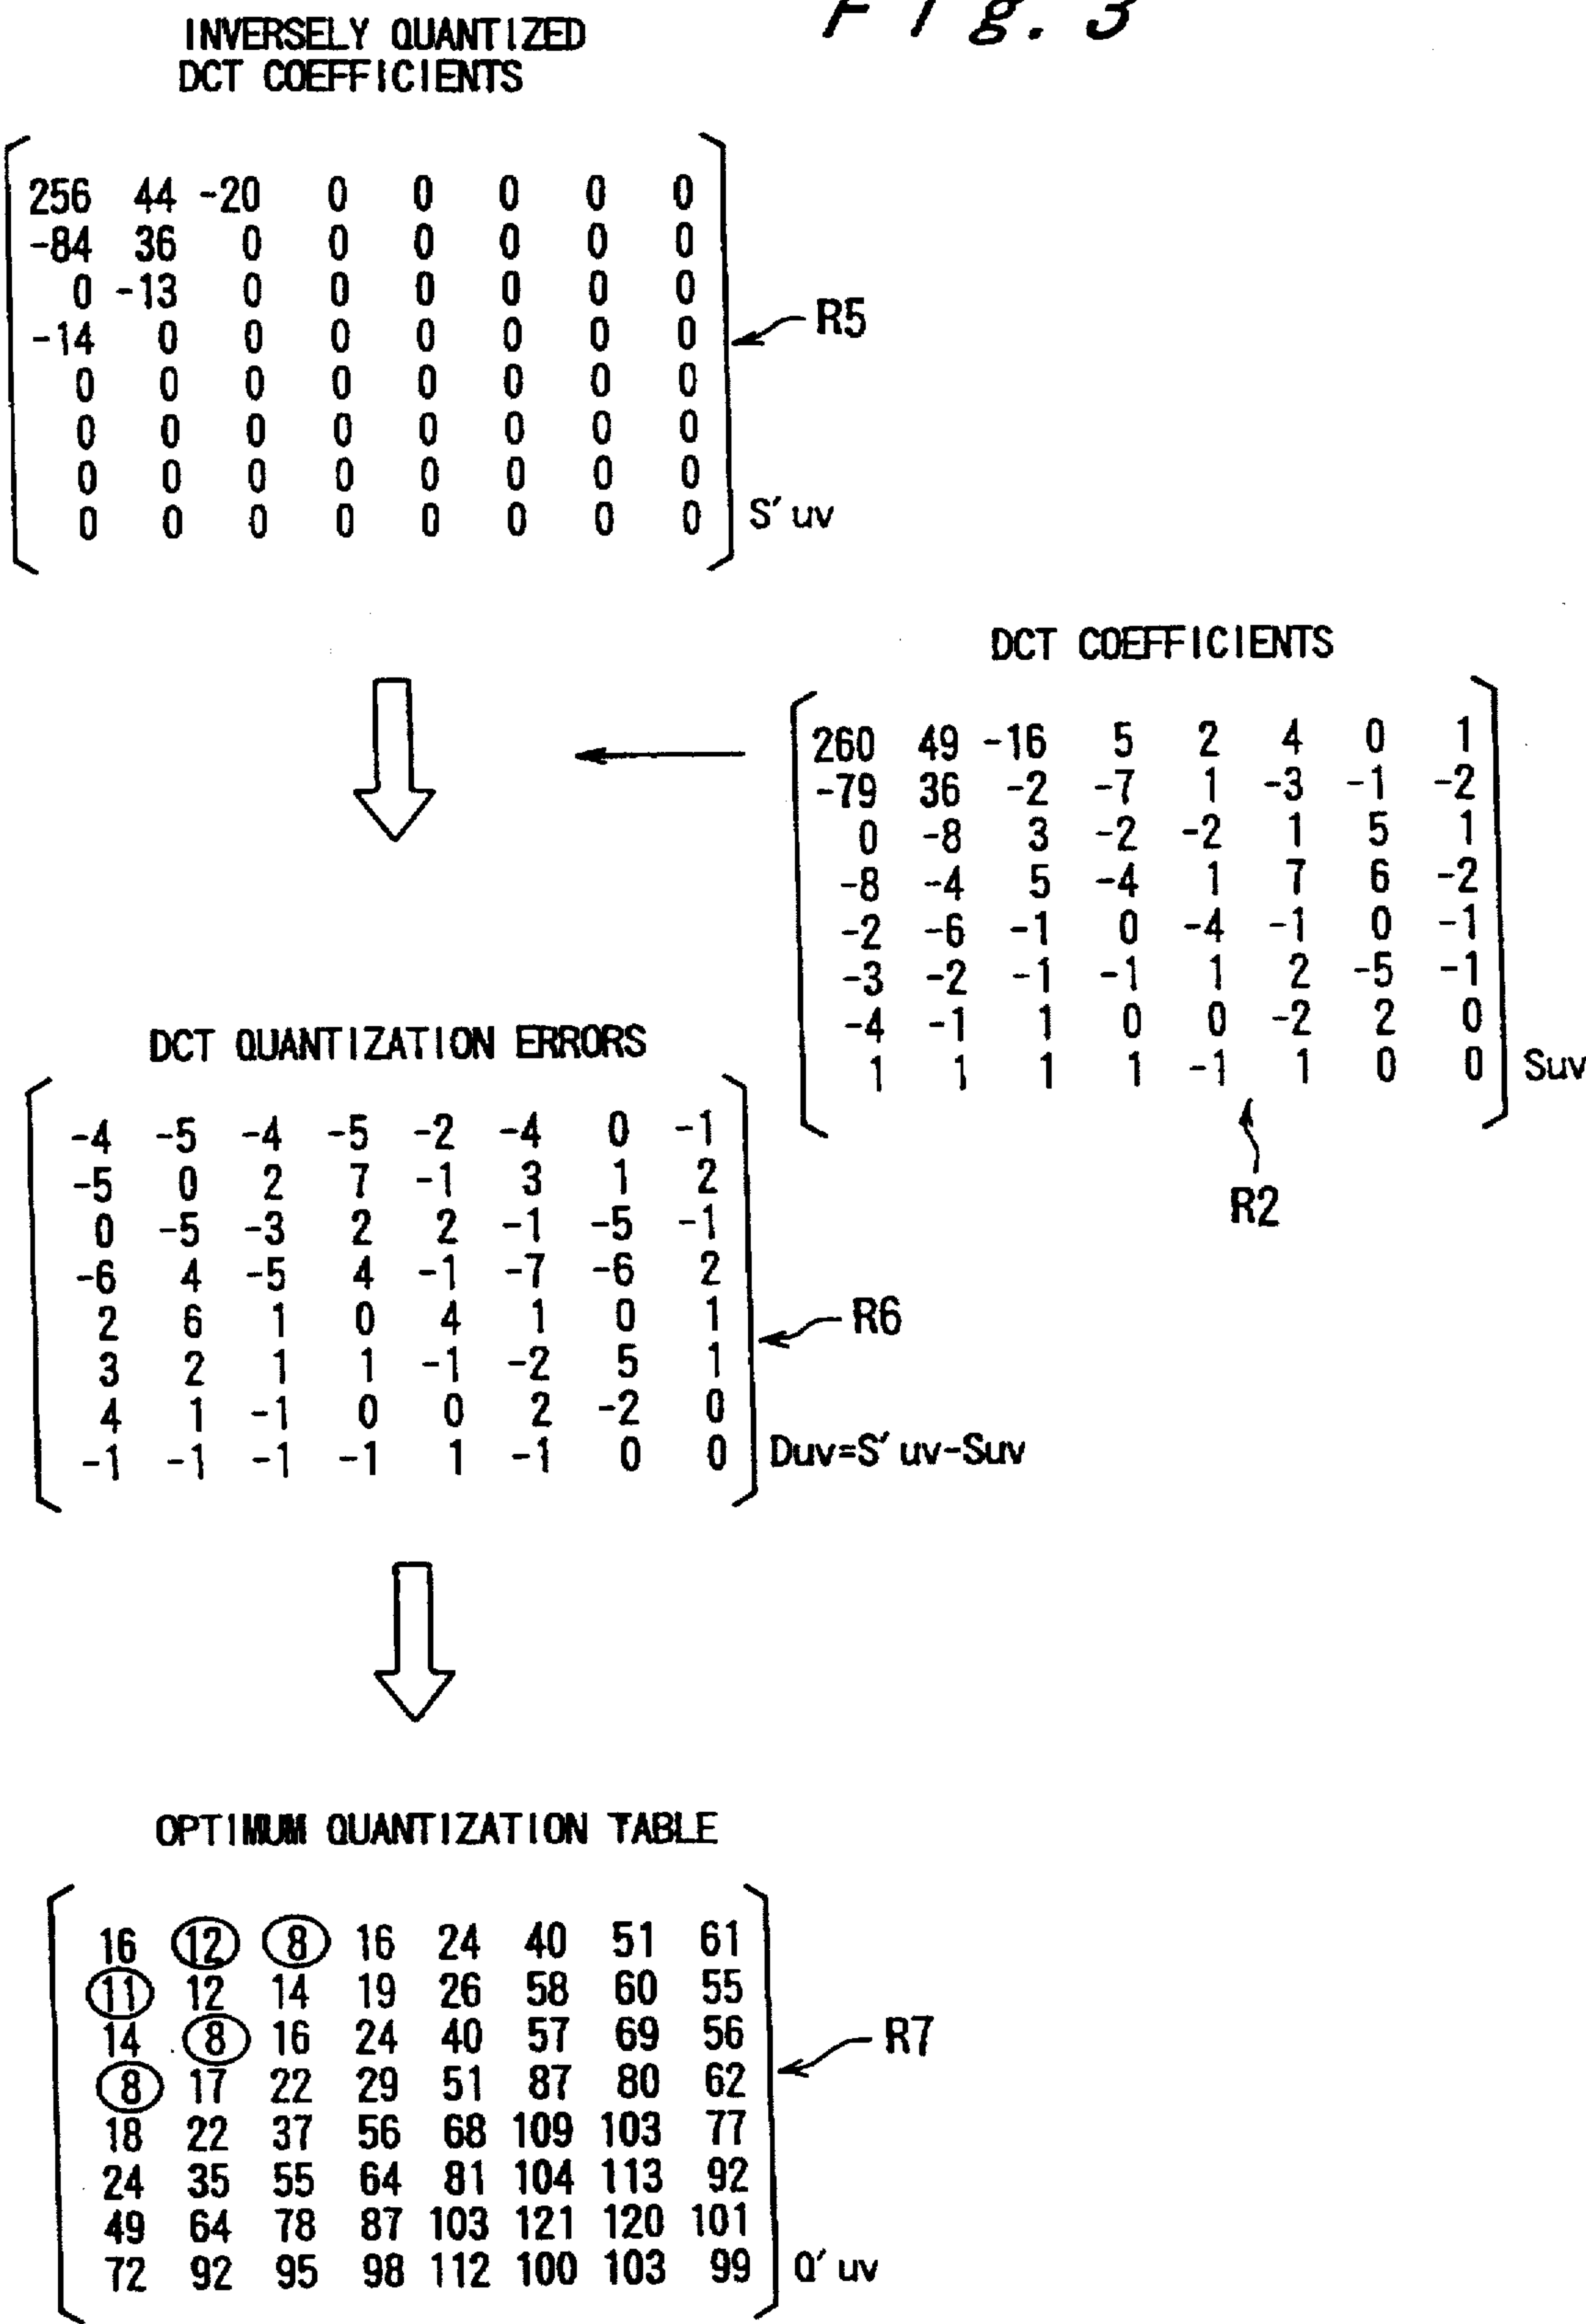 Fig. 3
INVERSELY QUANTIZED
DCT COEFFICIENTS
256 44 -20 0 0 0 0 0
-84 36 0 0 0 0 0 0
0 -13 0 0 0 0 0 0
-14 0 0 0 0 0 0 0
0 0 0 0 0 0 0 0
0 0 0 0 0 0 0 0
0 0 0 0 0 0 0 0
0 0 0 0 0 0 0 0
S'uv
R5
DCT COEFFICIENTS
260 49 -16 5 2 4 0 1
-79 36 -2 -7 1 -3 -1 -2
0 -8 3 -2 -2 1 5 1
-8 -4 5 -4 1 7 6 -2
-2 -6 -1 0 -4 -1 0 -1
-3 -2 -1 -1 1 2 -5 -1
-4 -1 1 0 0 -2 2 0
1 1 1 1 -1 1 0 0
Suv
R2
DCT QUANTIZATION ERRORS
-4 -5 -4 -5 -2 -4 0 -1
-5 0 2 7 -1 3 1 2
0 -5 -3 2 2 -1 -5 -1
-6 4 -5 4 -1 -7 -6 2
2 6 1 0 4 1 0 1
3 2 1 1 -1 -2 5 1
4 1 -1 0 0 2 -2 0
-1 -1 -1 -1 1 -1 0 0
Duv=S'uv-Suv
R6
OPTIMUM QUANTIZATION TABLE
16 12 8 16 24 40 51 61
11 12 14 19 26 58 60 55
14 8 16 24 40 57 69 56
8 17 22 29 51 87 80 62
18 22 37 56 68 109 103 77
24 35 55 64 81 104 113 92
49 64 78 87 103 121 120 101
72 92 95 98 112 100 103 99
Q'uv
R7